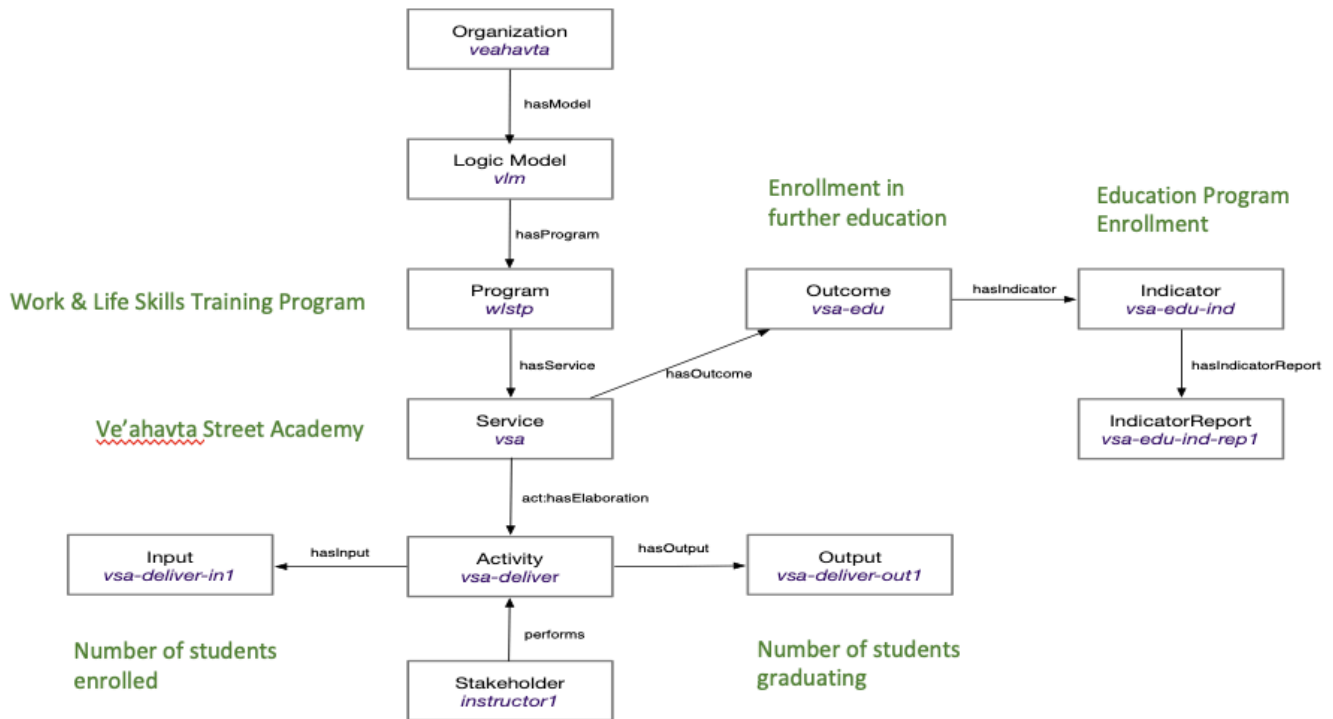 Organization
veahavta
hasModel
Logic Model
vlm
hasProgram
Enrollment in
further education
Education Program
Enrollment
Work & Life Skills Training Program
Program
wlstp
Outcome
vsa-edu
hasIndicator
Indicator
vsa-edu-ind
hasService
hasOutcome
hasIndicatorReport
Ve’ahavta Street Academy
Service
vsa
IndicatorReport
vsa-edu-ind-rep1
act:hasElaboration
Input
vsa-deliver-in1
hasInput
Activity
vsa-deliver
hasOutput
Output
vsa-deliver-out1
Number of students
enrolled
performs
Number of students
graduating
Stakeholder
instructor1